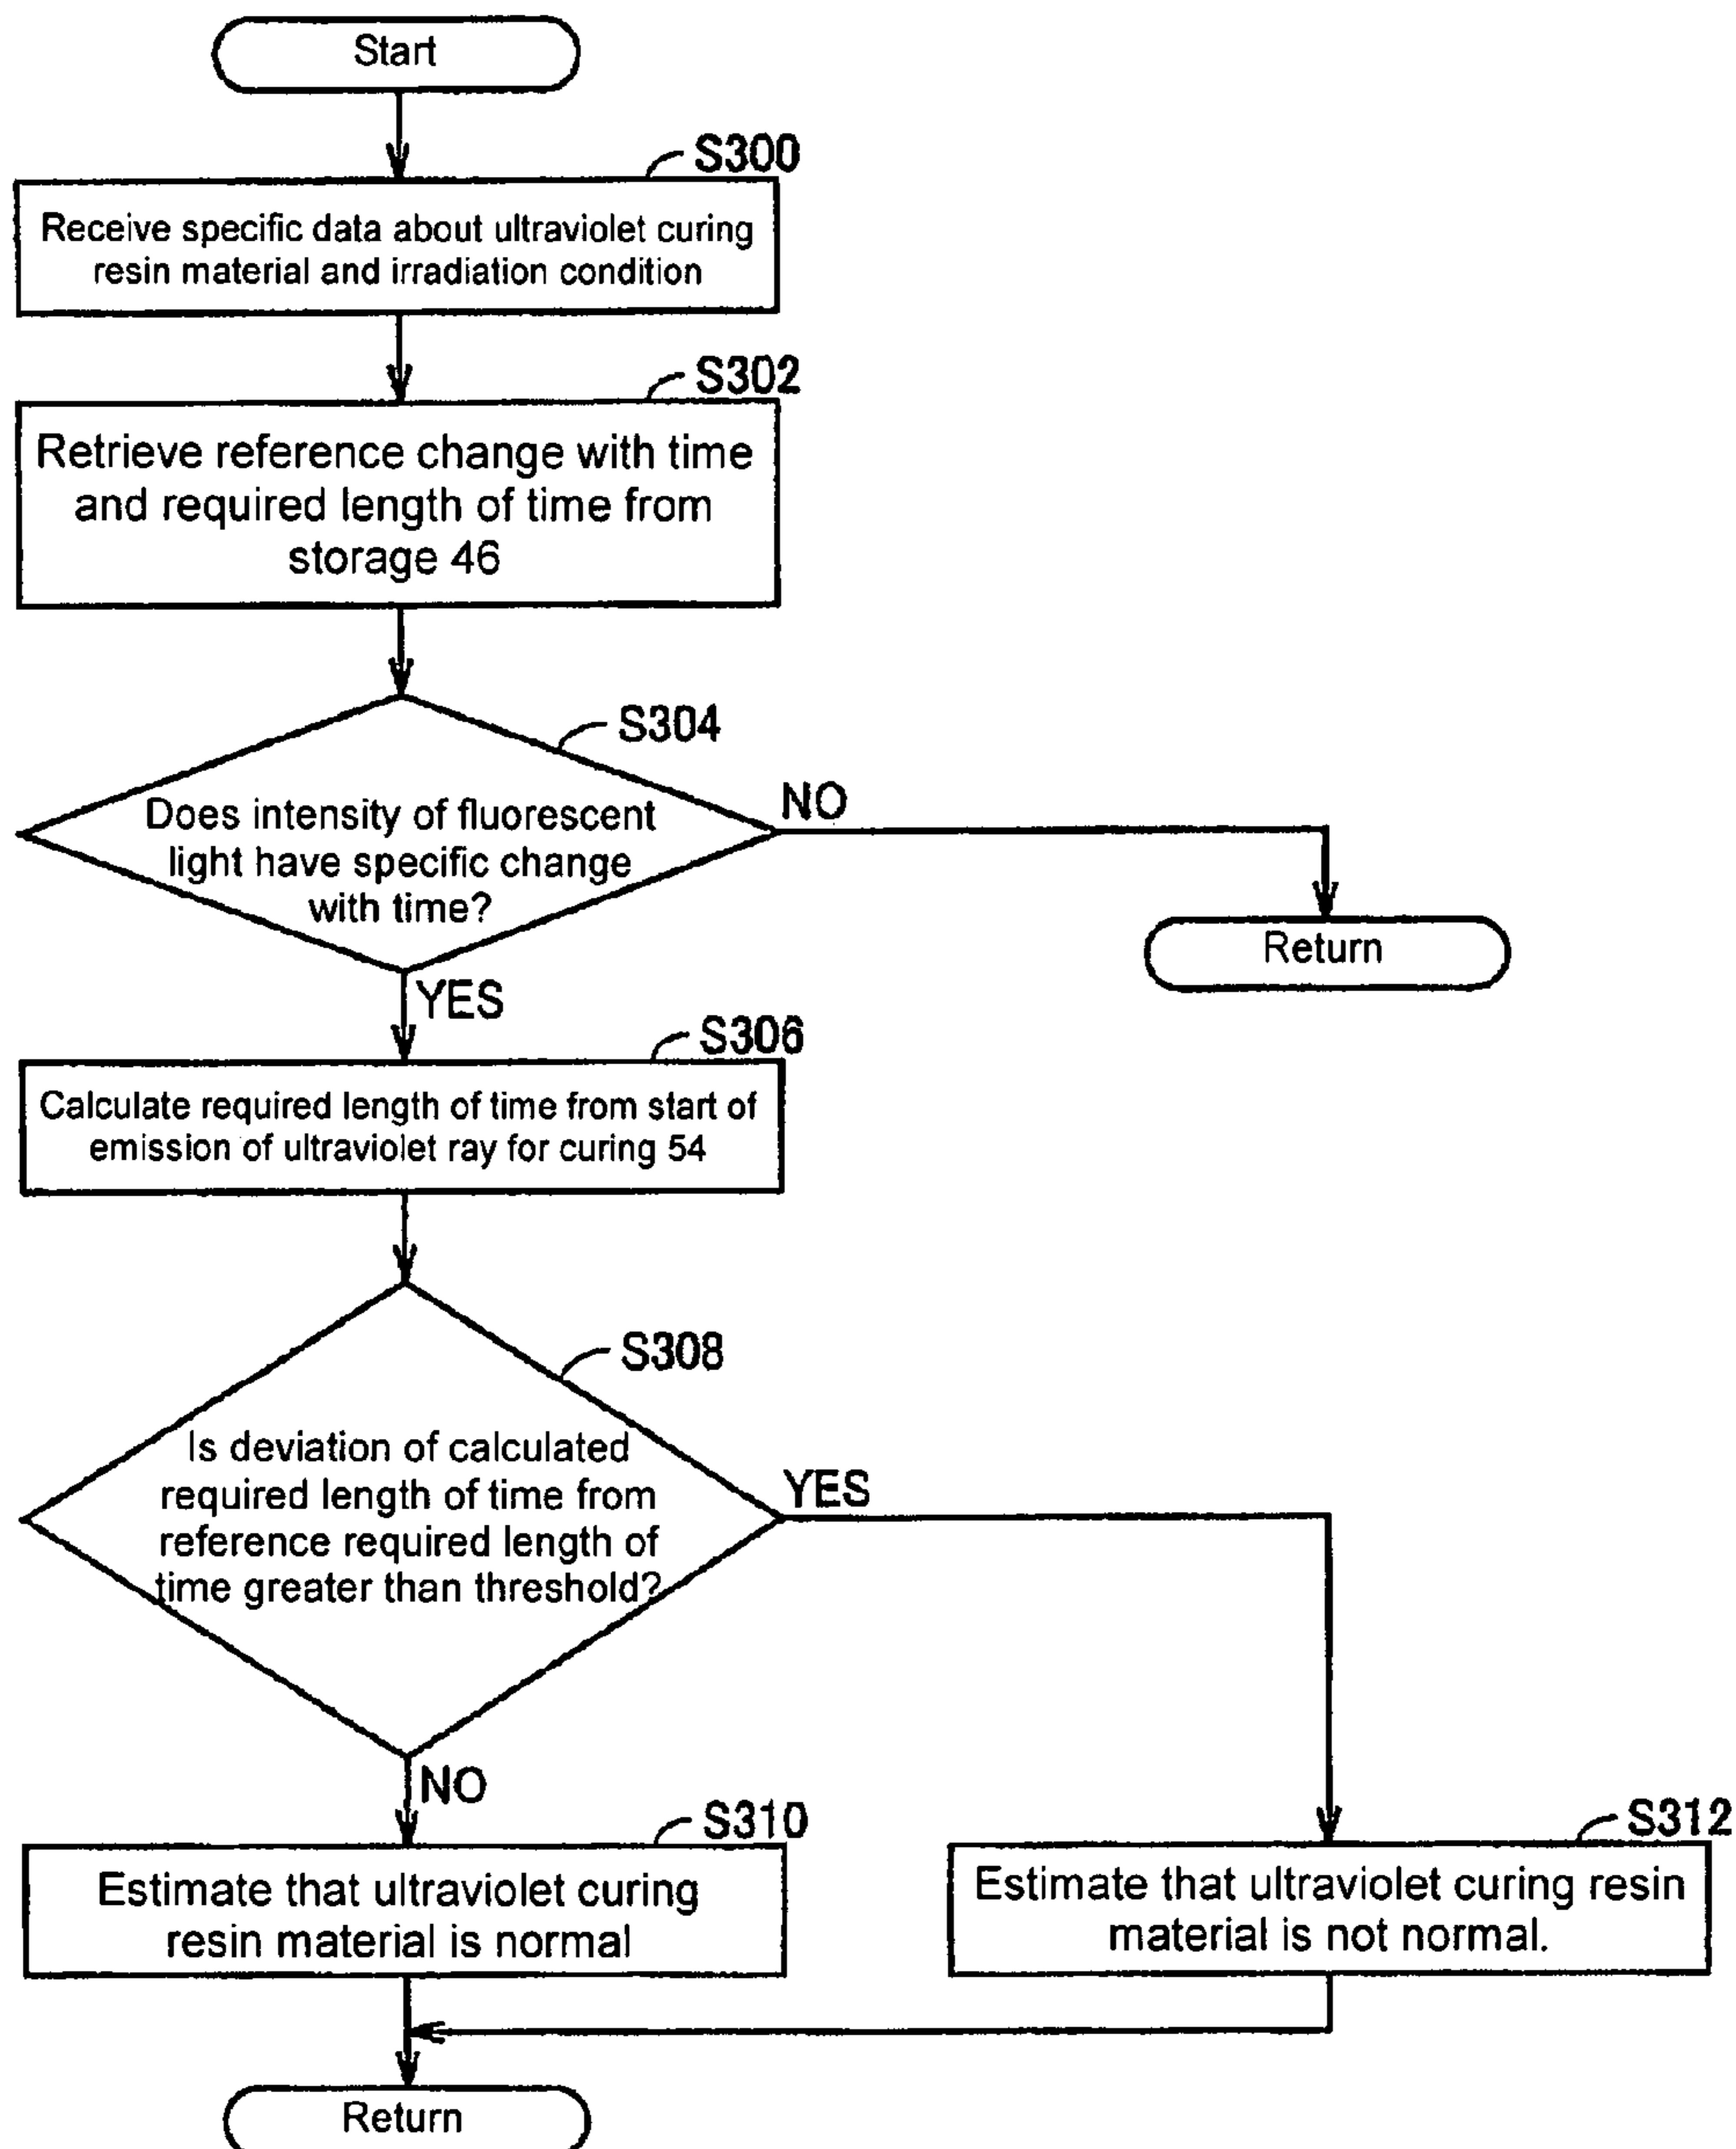 Start
S300
Receive specific data about ultraviolet curing
resin material and irradiation condition
S302
Retrieve reference change with time
and required length of time from
storage 46
S304
Does intensity of fluorescent
light have specific change
with time?
NO
Return
YES
S306
Calculate required length of time from start of
emission of ultraviolet ray for curing 54
S308
Is deviation of calculated
required length of time from
reference required length of
time greater than threshold?
YES
NO
S310
Estimate that ultraviolet curing
resin material is normal
S312
Estimate that ultraviolet curing resin
material is not normal.
Return